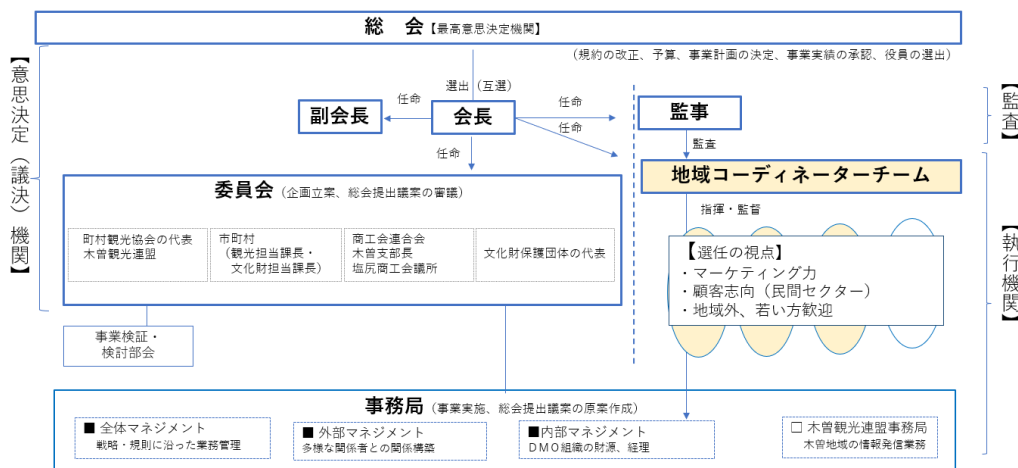 総 会【最高意思決定機関】
(規約の改正、予算、事業計画の決定、事業実績の承認、役員の選出)
【意思決定(議決)機関】
選出(互選)
任命
任命
任命
任命
副会長
会長
監事
【監査】
監査
地域コーディネーターチーム
指揮・監督
【執行機関】
委員会(企画立案、総会提出議案の審議)
町村観光協会の代表
木曽観光連盟
市町村
(観光担当課長・
文化財担当課長)
商工会連合会
木曽支部長
塩尻商工会議所
文化財保護団体の代表
【選任の視点】
・マーケティング力
・顧客志向(民間セクター)
・地域外、若い方歓迎
事業検証・
検討部会
事務局(事業実施、総会提出議案の原案作成)
■ 全体マネジメント
戦略・規則に沿った業務管理
■ 外部マネジメント
多様な関係者との関係構築
■内部マネジメント
DMO組織の財源、経理
□ 木曽観光連盟事務局
木曽地域の情報発信業務